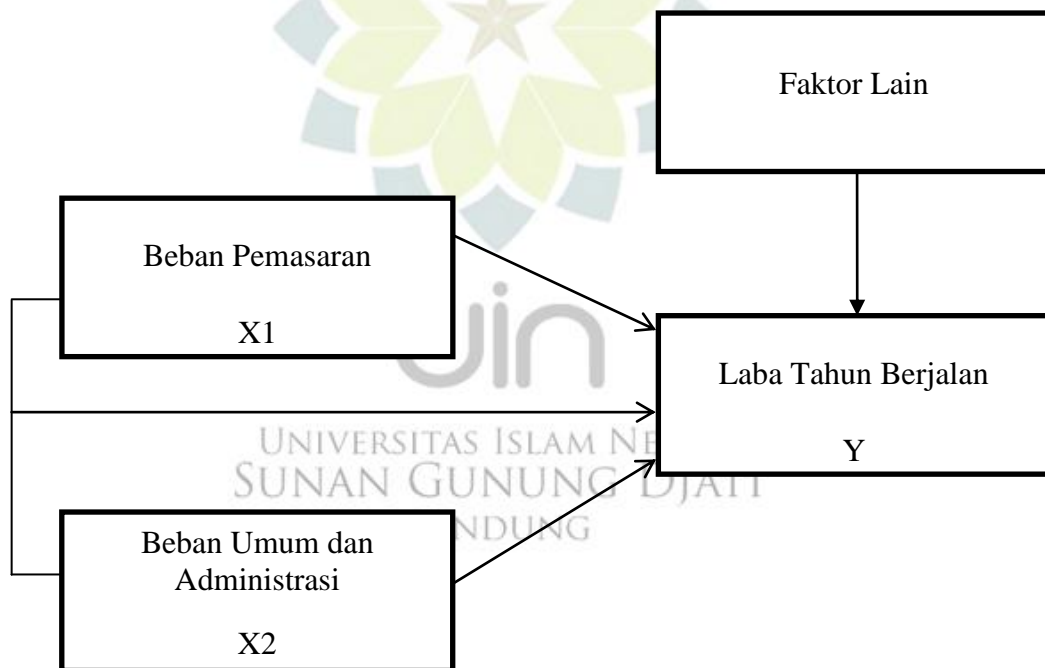 Faktor Lain
Beban Pemasaran
X1
Laba Tahun Berjalan
Y
uin
UNIVERSITAS ISLAM NE
SUNAN GUNUNG DJATI
NDUNG
Beban Umum dan
Administrasi
X2